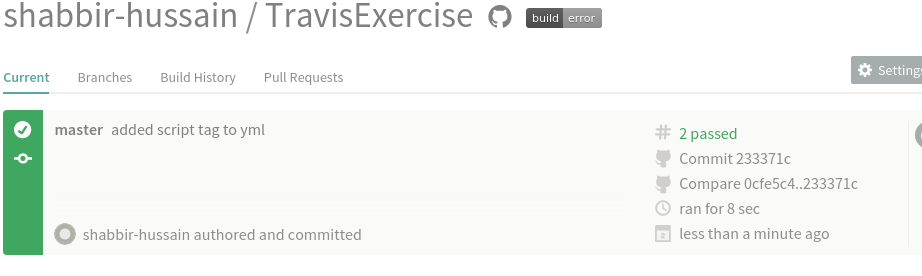 shabbir-hussain / TravisExercise build error
Current Branches Build History Pull Requests Settings
master added script tag to yml
2 passed
Commit 233371c
Compare 0cfe5c4..233371c
ran for 8 sec
shabbir-hussain authored and committed
less than a minute ago